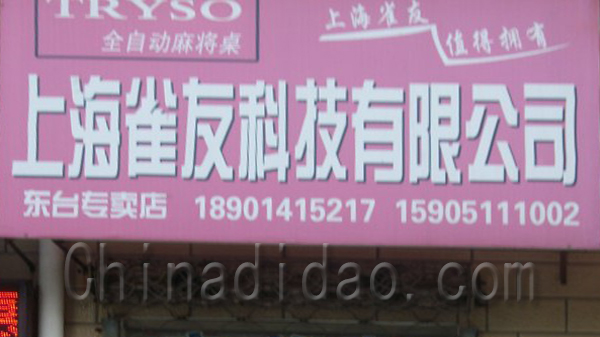 TRYSO
全自动麻将桌
上海雀友
值得拥有
上海雀友科技有限公司
东台专卖店 18901415217 15905111002
Chinadidao.com